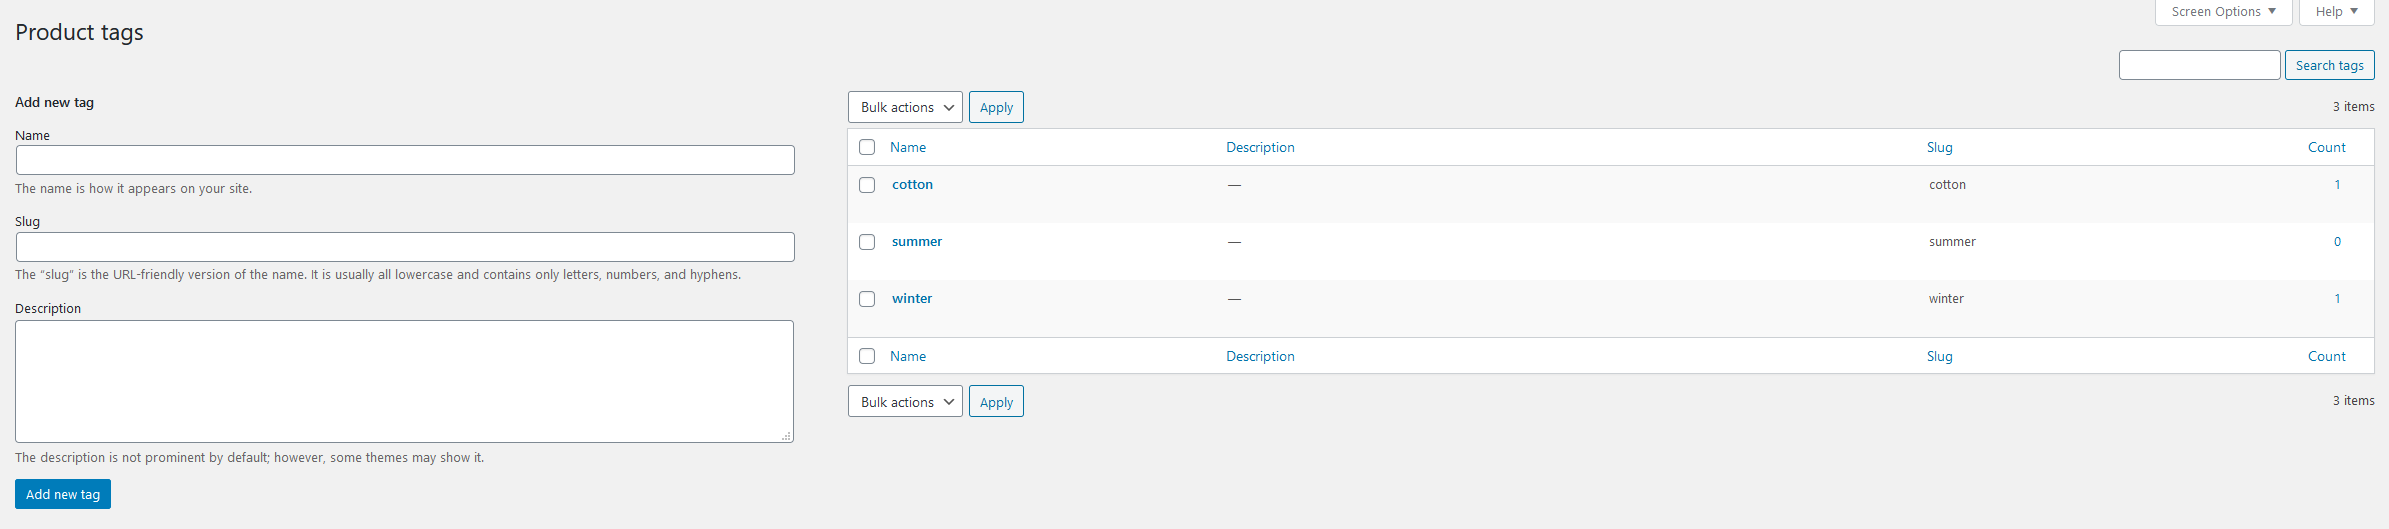 Screen Options ▼ Help ▼
Product tags
Search tags
Add new tag
Name
The name is how it appears on your site.
Slug
The “slug” is the URL-friendly version of the name. It is usually all lowercase and contains only letters, numbers, and hyphens.
Description
The description is not prominent by default; however, some themes may show it.
Add new tag
Bulk actions Apply 3 items
Name Description Slug Count
cotton — cotton 1
summer — summer 0
winter — winter 1
Name Description Slug Count
Bulk actions Apply 3 items